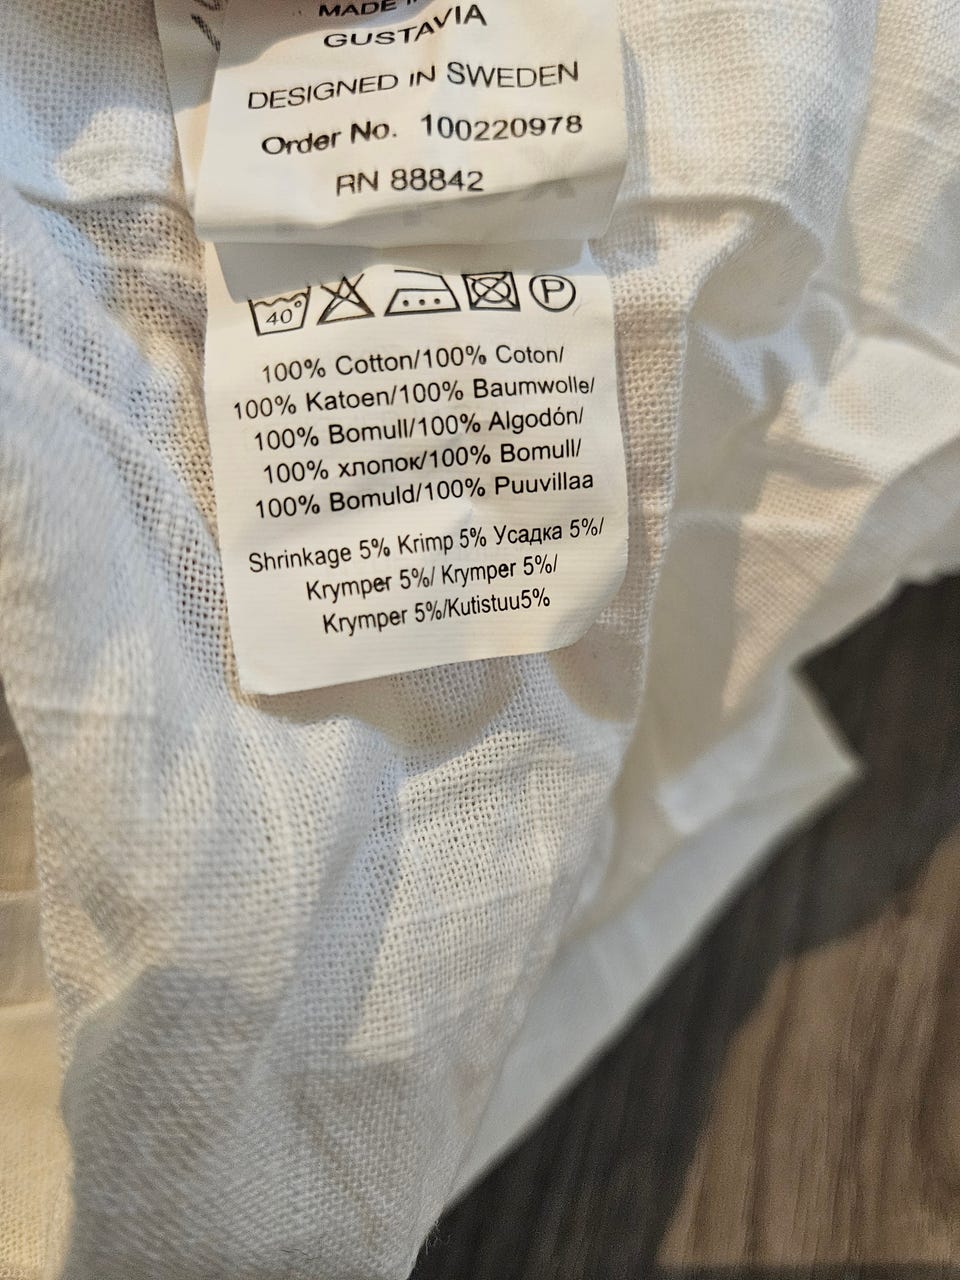 MADE
GUSTAVIA
DESIGNED IN SWEDEN
Order No. 100220978
RN 88842
40° P
100% Cotton/100% Coton/
100% Katoen/100% Baumwolle/
100% Bomull/100% Algodón/
100% хлопок/100% Bomull/
100% Bomuld/100% Puuvillaa
Shrinkage 5% Krimp 5% Усадка 5%/
Krymper 5%/ Krymper 5%/
Krymper 5%/Kutistuu5%